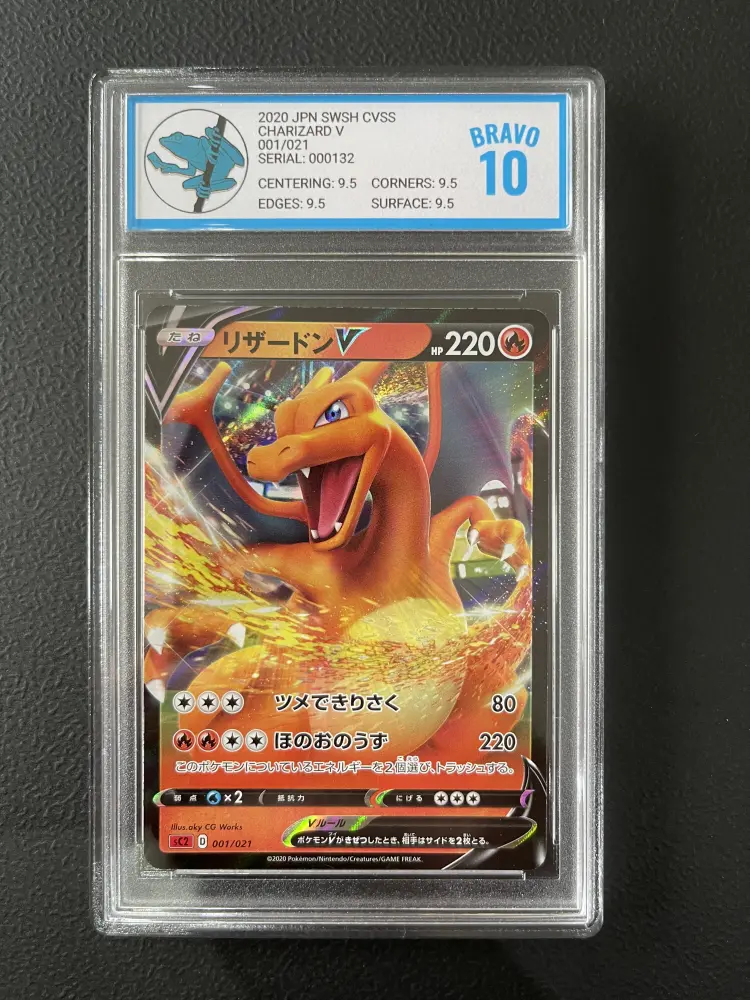 2020 JPN SWSH CVSS
CHARIZARD V
001/021
SERIAL: 000132
CENTERING: 9.5 CORNERS: 9.5
EDGES: 9.5 SURFACE: 9.5
BRAVO
10
たね リザードンV HP 220
ツメできりさく 80
ほのおのうず 220
このポケモンについているエネルギーを2個選び、トラッシュする。
弱点 ×2 抵抗力 にげる
Illus.aky CG Works
Vルール
ポケモンVがきぜつしたとき、相手はサイドを2枚とる。
sC2 D 001/021
©2020 Pokémon/Nintendo/Creatures/GAME FREAK.